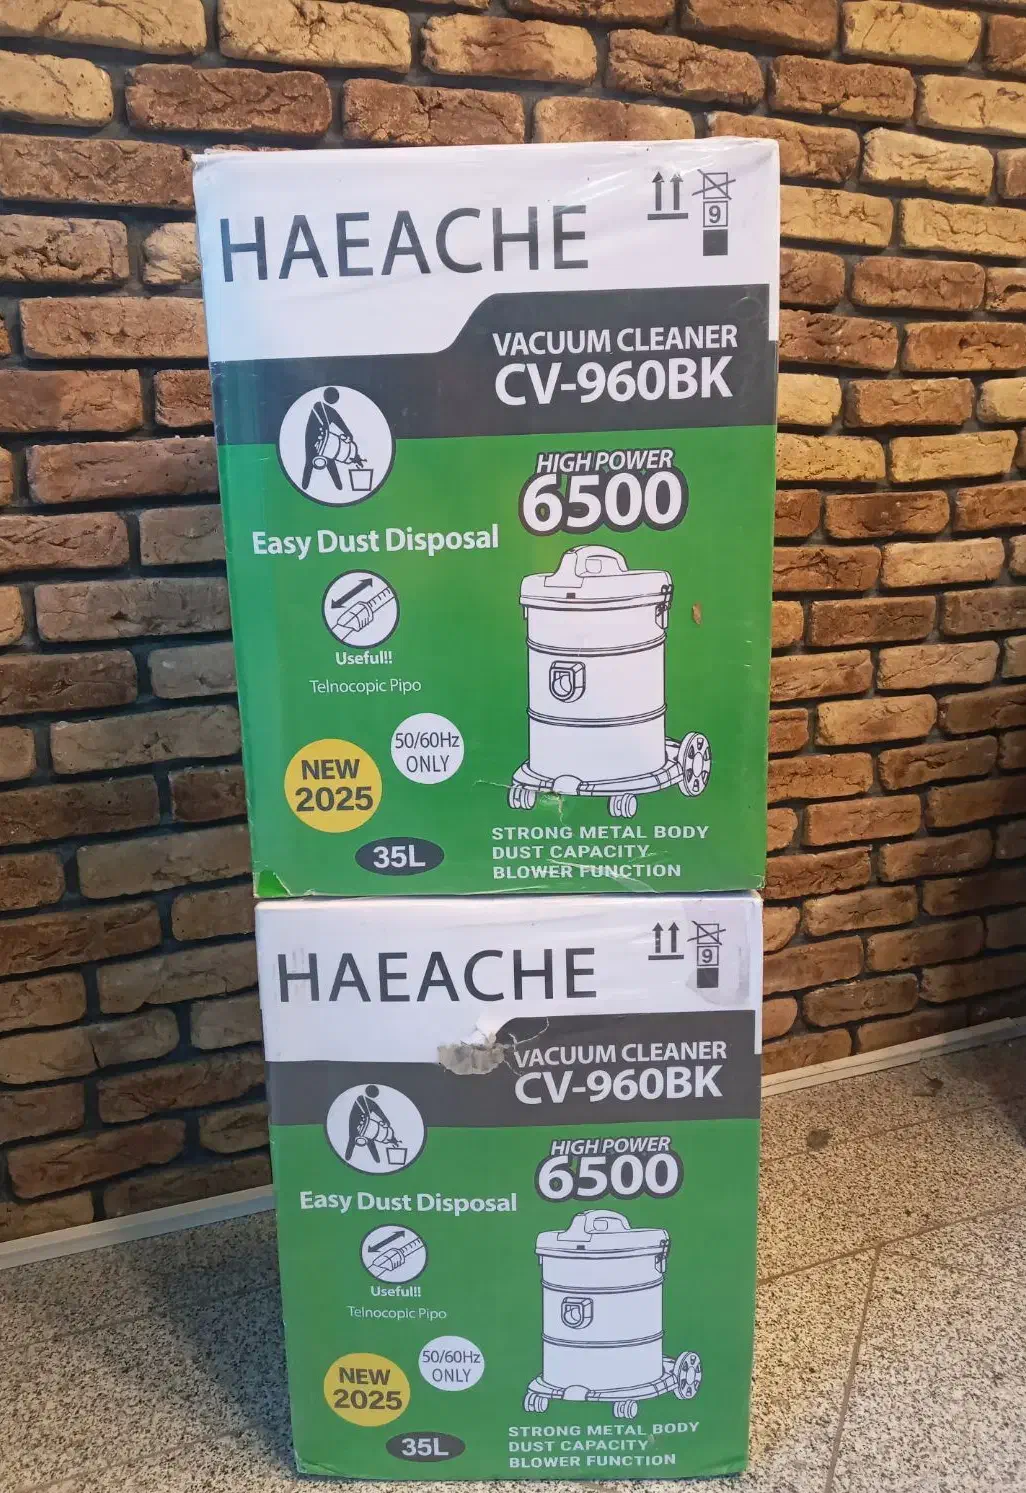 HAEACHE
9
VACUUM CLEANER
CV-960BK
HIGH POWER
6500
Easy Dust Disposal
Useful!!
Telnocopic Pipo
50/60Hz
ONLY
NEW
2025
35L
STRONG METAL BODY
DUST CAPACITY
BLOWER FUNCTION
HAEACHE
9
VACUUM CLEANER
CV-960BK
HIGH POWER
6500
Easy Dust Disposal
Useful!!
Telnocopic Pipo
50/60Hz
ONLY
NEW
2025
35L
STRONG METAL BODY
DUST CAPACITY
BLOWER FUNCTION